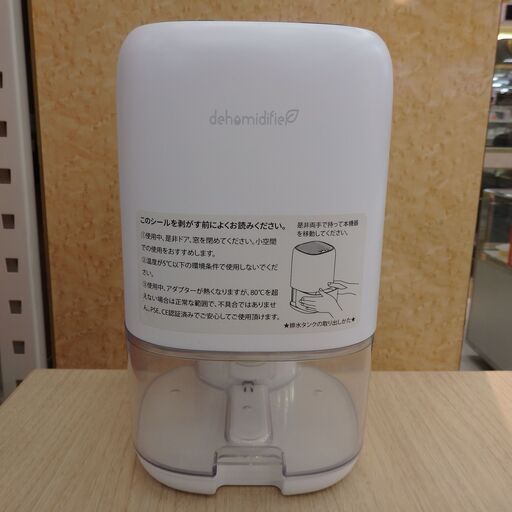 dehomidifier
このシールを剥がす前によくお読みください。
①使用中、是非ドア、窓を閉めてください。小空間
での使用をおすすめします。
②温度が5℃以下の環境条件で使用しないでくだ
さい。
③使用中、アダプターが熱くなりますが、80℃を超
えない場合は正常な範囲で、不具合ではありませ
ん。PSE、CE認証済みでご安心してご使用頂けます。
是非両手で持って本機器
を移動してください。
★排水タンクの取り出しかた★